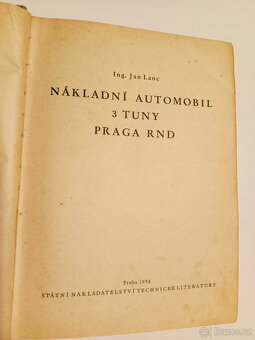 Ing. Jan Lanc
NÁKLADNÍ AUTOMOBIL
3 TUNY
PRAGA RND
Praha 1954
STÁTNÍ NAKLADATELSTVÍ TECHNICKÉ LITERATURY